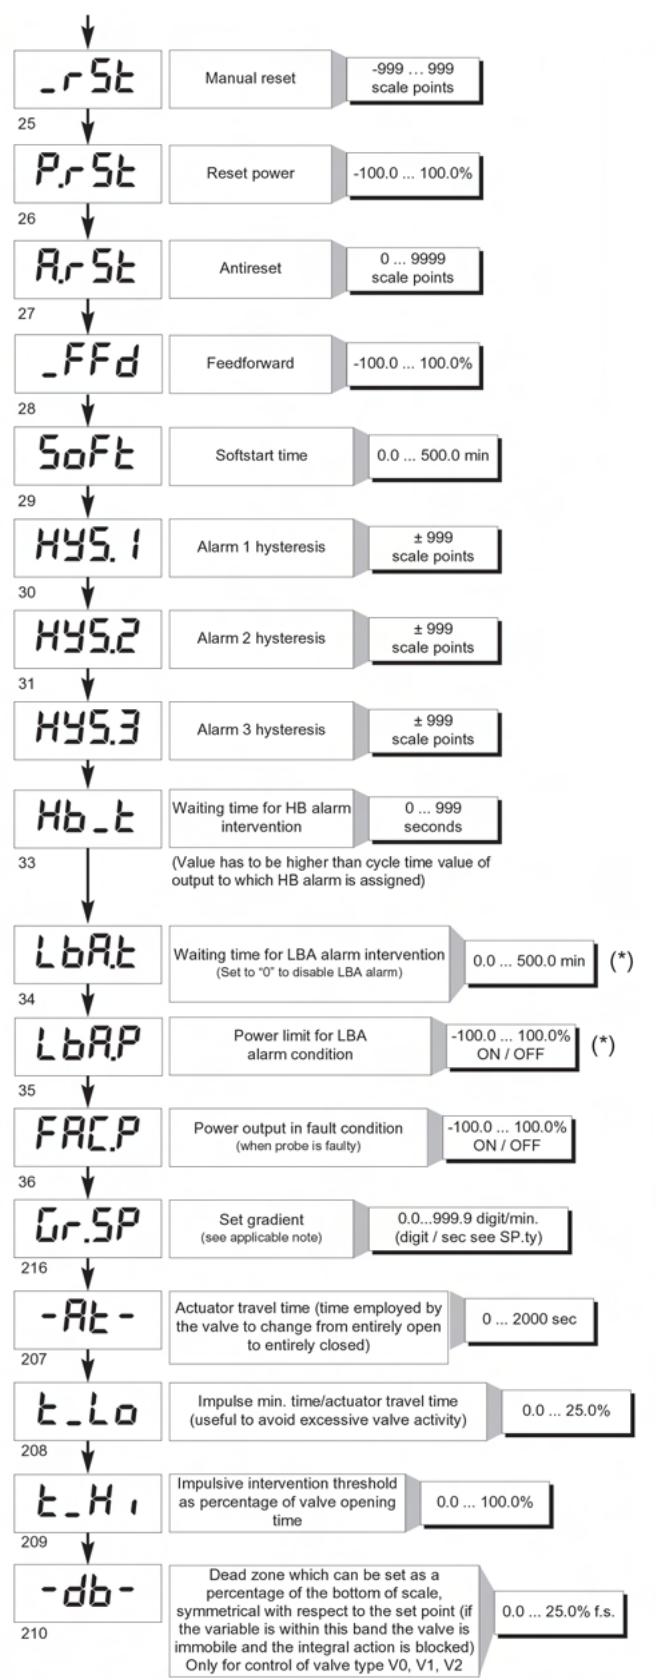 _rSt
Manual reset
-999 ... 999
scale points
25
P.rSt
Reset power
-100.0 ... 100.0%
26
A.rSt
Antireset
0 ... 9999
scale points
27
_FFd
Feedforward
-100.0 ... 100.0%
28
SoFt
Softstart time
0.0 ... 500.0 min
29
HYS.1
Alarm 1 hysteresis
± 999
scale points
30
HYS.2
Alarm 2 hysteresis
± 999
scale points
31
HYS.3
Alarm 3 hysteresis
± 999
scale points
Hb_t
Waiting time for HB alarm
intervention
0 ... 999
seconds
33
(Value has to be higher than cycle time value of
output to which HB alarm is assigned)
LbA.t
Waiting time for LBA alarm intervention
(Set to "0" to disable LBA alarm)
0.0 ... 500.0 min
(*)
34
LbA.P
Power limit for LBA
alarm condition
-100.0 ... 100.0%
ON / OFF
(*)
35
FAC.P
Power output in fault condition
(when probe is faulty)
-100.0 ... 100.0%
ON / OFF
36
Gr.SP
Set gradient
(see applicable note)
0.0...999.9 digit/min.
(digit / sec see SP.ty)
216
-At-
Actuator travel time (time employed by
the valve to change from entirely open
to entirely closed)
0 ... 2000 sec
207
t_Lo
Impulse min. time/actuator travel time
(useful to avoid excessive valve activity)
0.0 ... 25.0%
208
t_Hi
Impulsive intervention threshold
as percentage of valve opening
time
0.0 ... 100.0%
209
-db-
Dead zone which can be set as a
percentage of the bottom of scale,
symmetrical with respect to the set point (if
the variable is within this band the valve is
immobile and the integral action is blocked)
Only for control of valve type V0, V1, V2
0.0 ... 25.0% f.s.
210